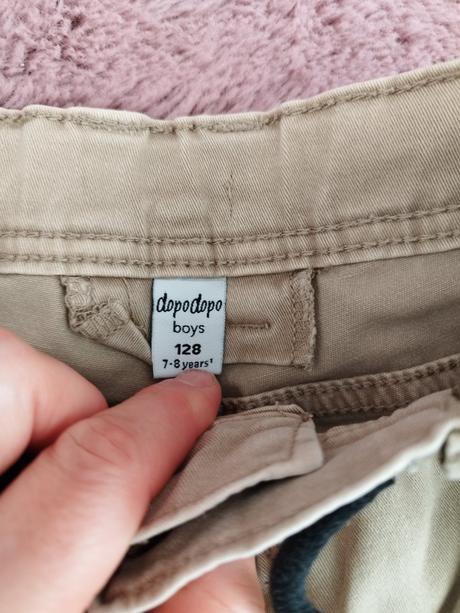 dopodopo
boys
128
7-8 years¹